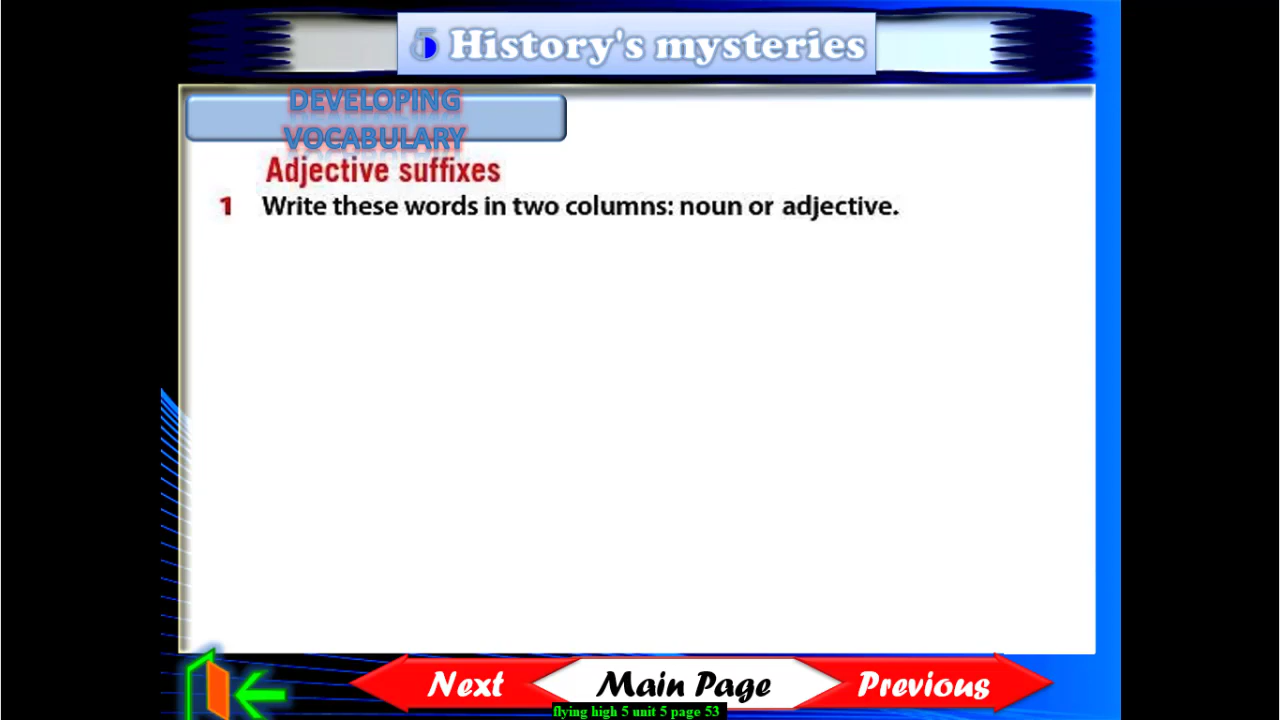 5 History's mysteries
DEVELOPING
VOCABULARY
Adjective suffixes
1 Write these words in two columns: noun or adjective.
Next Main Page Previous
flying high 5 unit 5 page 53